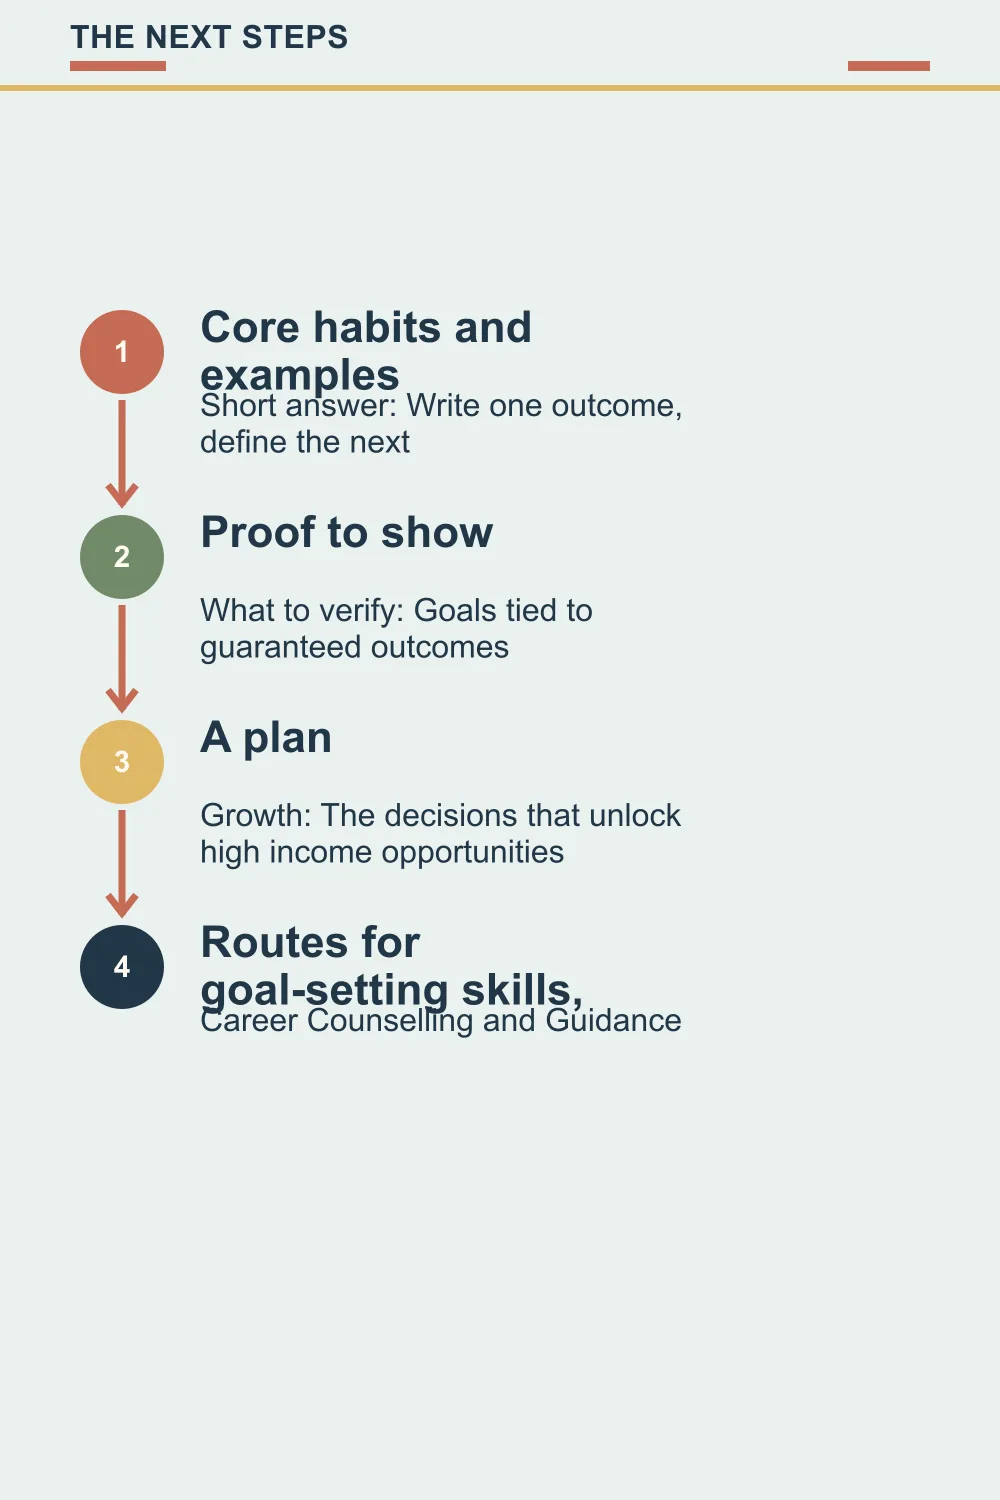 THE NEXT STEPS
1
Core habits and
examples
Short answer: Write one outcome,
define the next
2
Proof to show
What to verify: Goals tied to
guaranteed outcomes
3
A plan
Growth: The decisions that unlock
high income opportunities
4
Routes for
goal-setting skills,
Career Counselling and Guidance